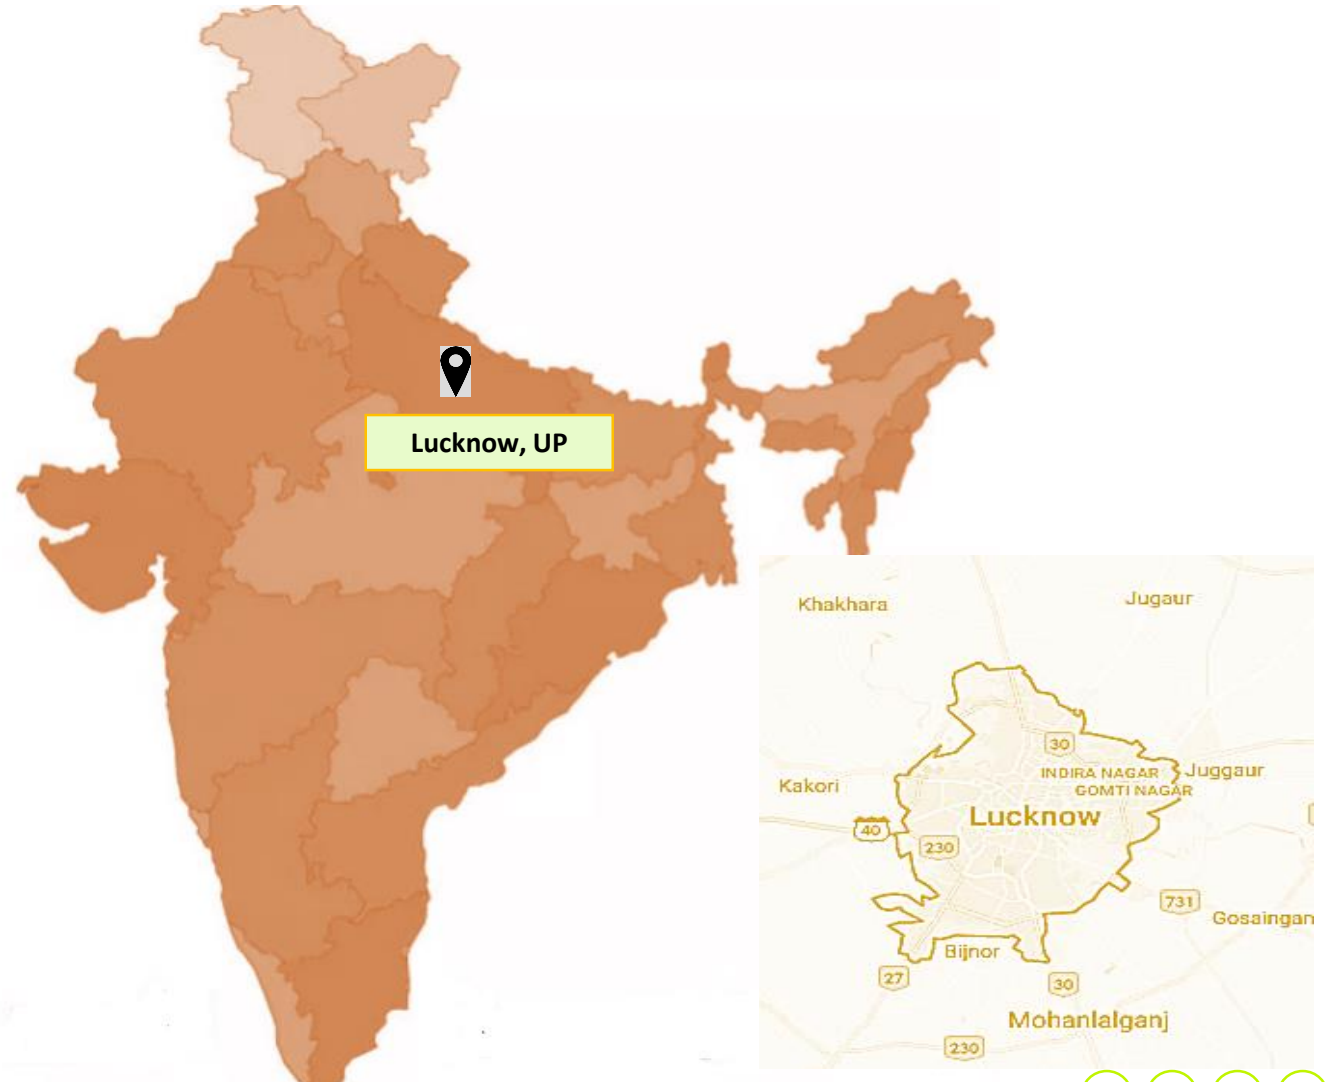 Lucknow, UP
Khakhara
Jugaur
30
INDIRA NAGAR
Juggaur
Kakori
GOMTI NAGAR
Lucknow
40
230
731
Gosaingan
Bijnor
27
30
Mohanlalganj
230